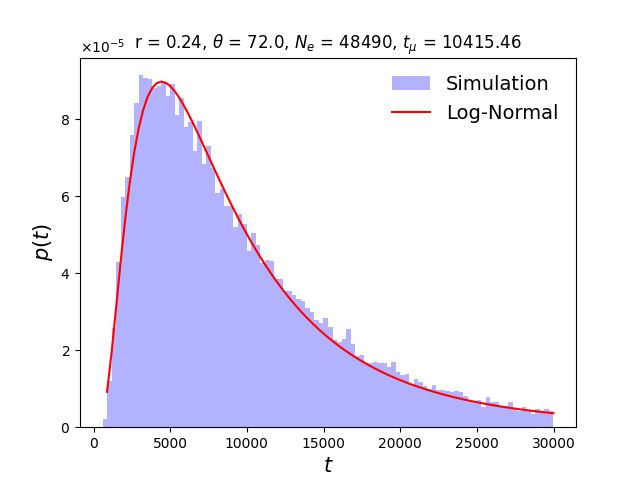 ×10⁻⁵ r = 0.24, θ = 72.0, Nₑ = 48490, t_μ = 10415.46
Simulation
Log-Normal
8
6
4
2
0
p(t)
0 5000 10000 15000 20000 25000 30000
t